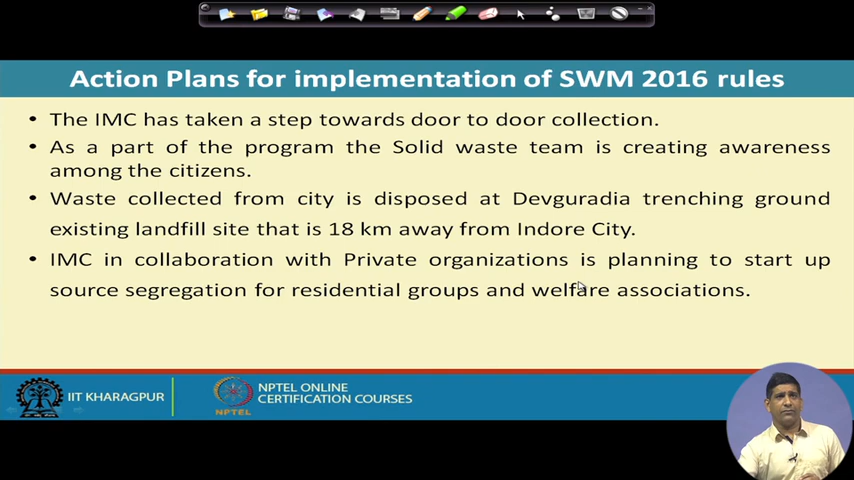 Action Plans for implementation of SWM 2016 rules
• The IMC has taken a step towards door to door collection.
• As a part of the program the Solid waste team is creating awareness
among the citizens.
• Waste collected from city is disposed at Devguradia trenching ground
existing landfill site that is 18 km away from Indore City.
• IMC in collaboration with Private organizations is planning to start up
source segregation for residential groups and welfare associations.
IIT KHARAGPUR
NPTEL
NPTEL ONLINE
CERTIFICATION COURSES